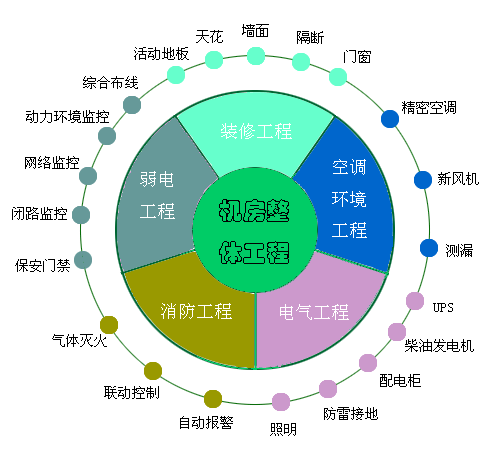 墙面
天花
隔断
活动地板
门窗
综合布线
精密空调
动力环境监控
装修工程
网络监控
弱电
工程
空调
环境
工程
新风机
闭路监控
机房整
体工程
测漏
保安门禁
消防工程
电气工程
UPS
气体灭火
柴油发电机
联动控制
配电柜
自动报警
防雷接地
照明